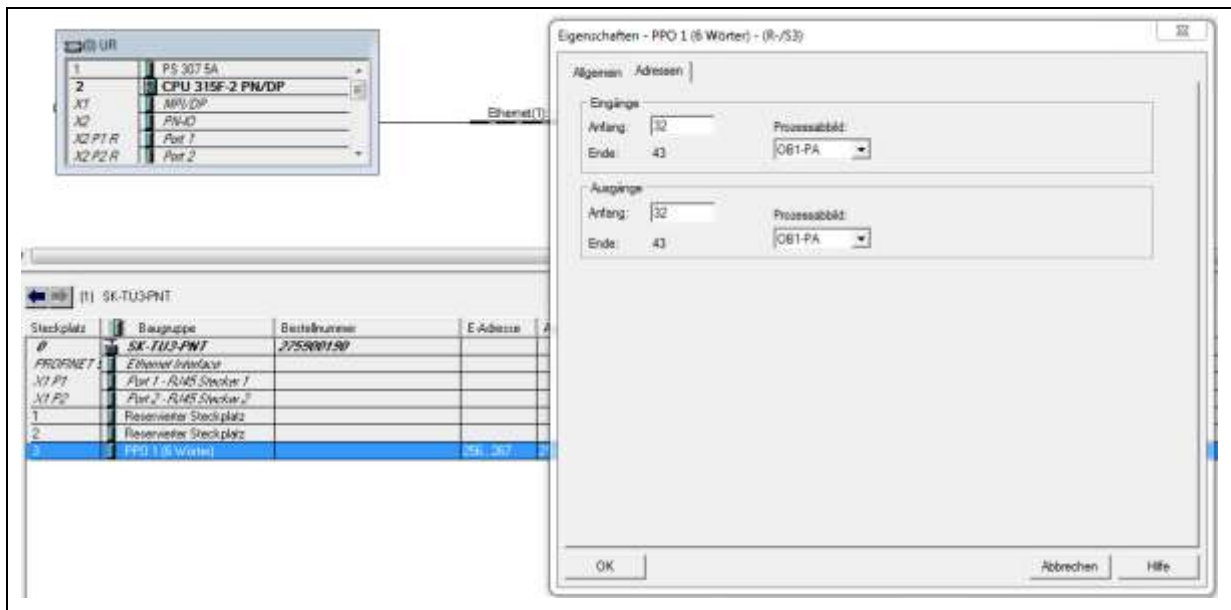 (0) UR
1 PS 307 5A
2 CPU 315F-2 PN/DP
X1 MPI/DP
X2 PN-IO
X2 P1 R Port 1
X2 P2 R Port 2
Ethernet(1):
Eigenschaften - PPO 1 (6 Wörter) - (R-/S3)
Allgemein Adressen
Eingänge
Anfang: 32 Prozessabbild:
Ende: 43 OB1-PA
Ausgänge
Anfang: 32 Prozessabbild:
Ende: 43 OB1-PA
OK Abbrechen Hilfe
(1) SK-TU3-PNT
Steckplatz Baugruppe Bestellnummer E-Adresse A
0 SK-TU3-PNT 275900190
PROFINET Ethernet Interface
X1 P1 Port 1 - RJ45 Stecker 1
X1 P2 Port 2 - RJ45 Stecker 2
1 Reservierter Steckplatz
2 Reservierter Steckplatz
3 PPO 1 (6 Wörter) 256...267